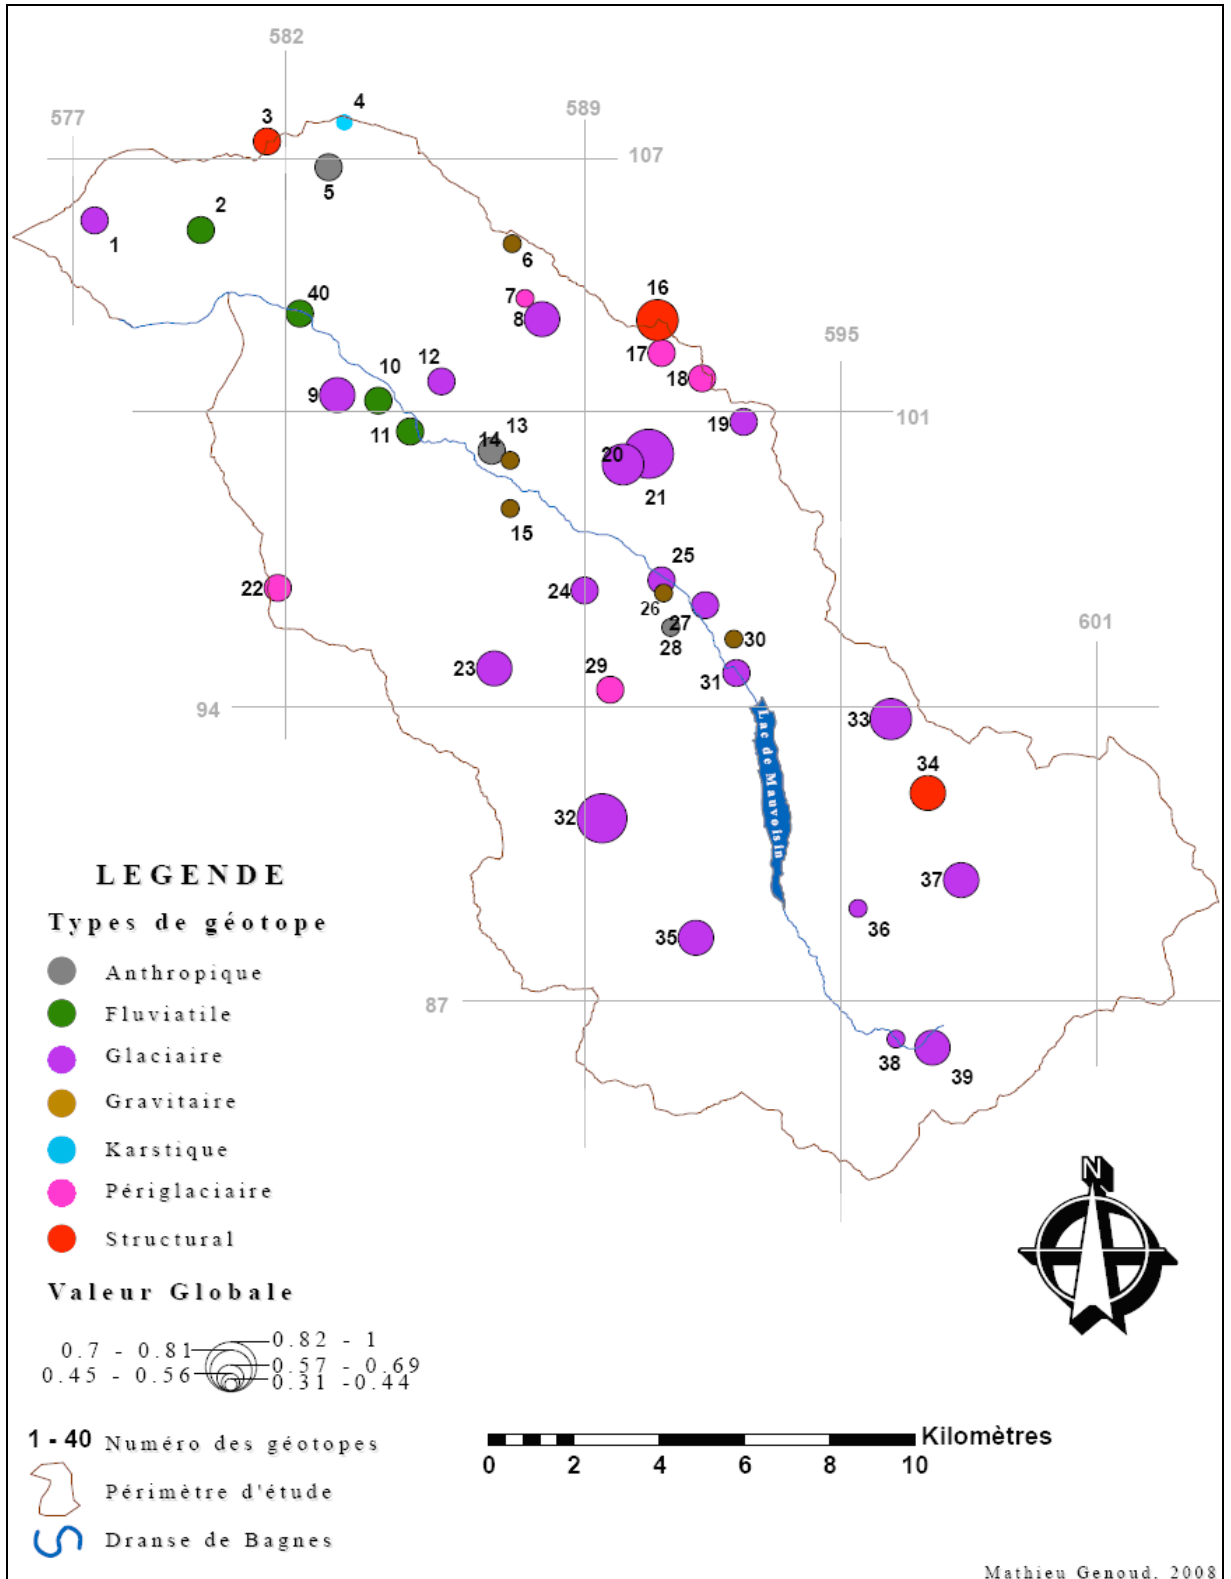 582
577
3
4
589
107
5
2
1
6
7
8
40
16
17
18
595
12
10
9
11
19
101
13
14
20
21
15
25
24
22
26
27
28
30
601
23
29
31
94
33
34
Lac de Mauvoisin
32
37
36
35
87
38
39
LEGENDE
Types de géotope
Anthropique
Fluviatile
Glaciaire
Gravitaire
Karstique
Périglaciaire
Structural
Valeur Globale
0.82 - 1
0.7 - 0.81
0.57 - 0.69
0.45 - 0.56
0.31 -0.44
1 - 40 Numéro des géotopes
Périmètre d'étude
Dranse de Bagnes
N
Kilomètres
0 2 4 6 8 10
Mathieu Genoud, 2008